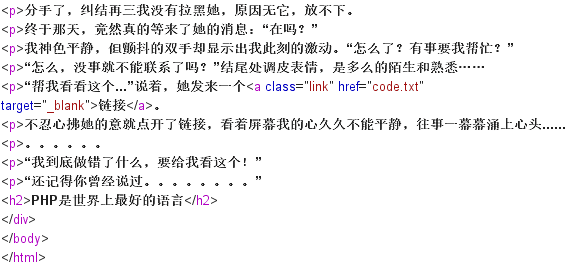 <p>分手了，纠结再三我没有拉黑她，原因无它，放不下。
<p>终于那天，竟然真的等来了她的消息：“在吗？”
<p>我神色平静，但颤抖的双手却显示出我此刻的激动。“怎么了？有事要我帮忙？”
<p>“怎么，没事就不能联系了吗？”结尾处调皮表情，是多么的陌生和熟悉……
<p>“帮我看看这个...”说着，她发来一个<a class="link" href="code.txt"
target="_blank">链接</a>。
<p>不忍心拂她的意就点开了链接，看着屏幕我的心久久不能平静，往事一幕幕涌上心头......
<p>。。。。。。
<p>“我到底做错了什么，要给我看这个！”
<p>“还记得你曾经说过。。。。。。。。”
<h2>PHP是世界上最好的语言</h2>
</div>
</body>
</html>